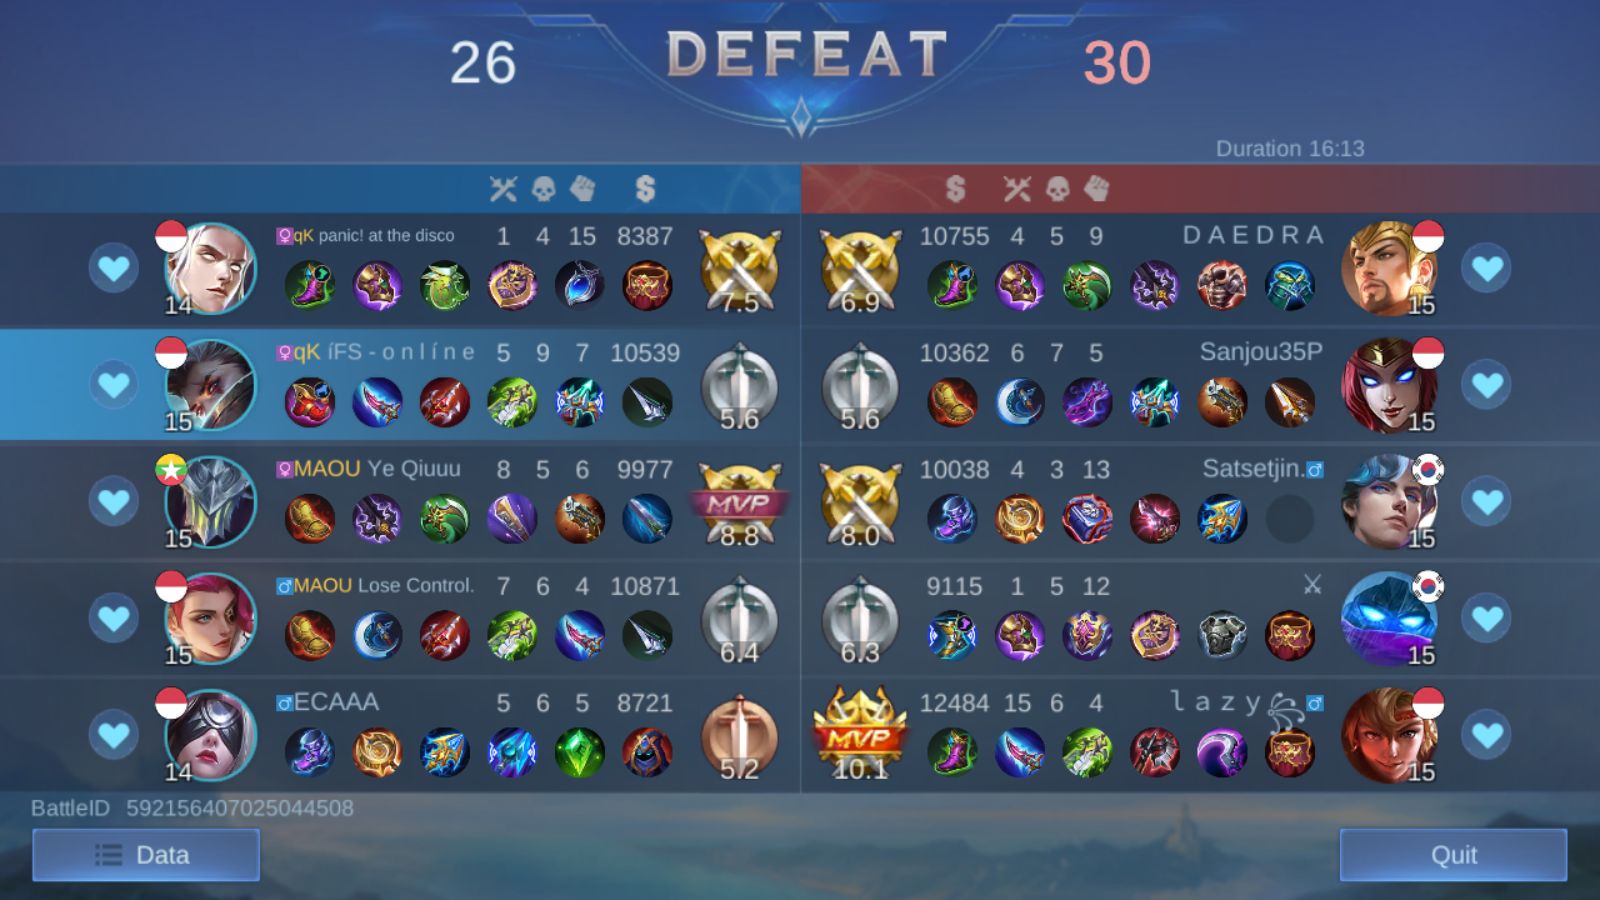 26 DEFEAT 30
Duration 16:13
qK panic! at the disco 1 4 15 8387
14 7.5
10755 4 5 9 D A E D R A
6.9 15
qK íFS - o n l í n e 5 9 7 10539
15 5.6
10362 6 7 5 Sanjou35P
5.6 15
MAOU Ye Qiuuu 8 5 6 9977
MVP
15 8.8
10038 4 3 13 Satsetjin.
8.0 15
MAOU Lose Control. 7 6 4 10871
15 6.4
9115 1 5 12
6.3 15
ECAAA 5 6 5 8721
14 5.2
12484 15 6 4 l a z y
MVP
10.1 15
BattleID 592156407025044508
Data
Quit